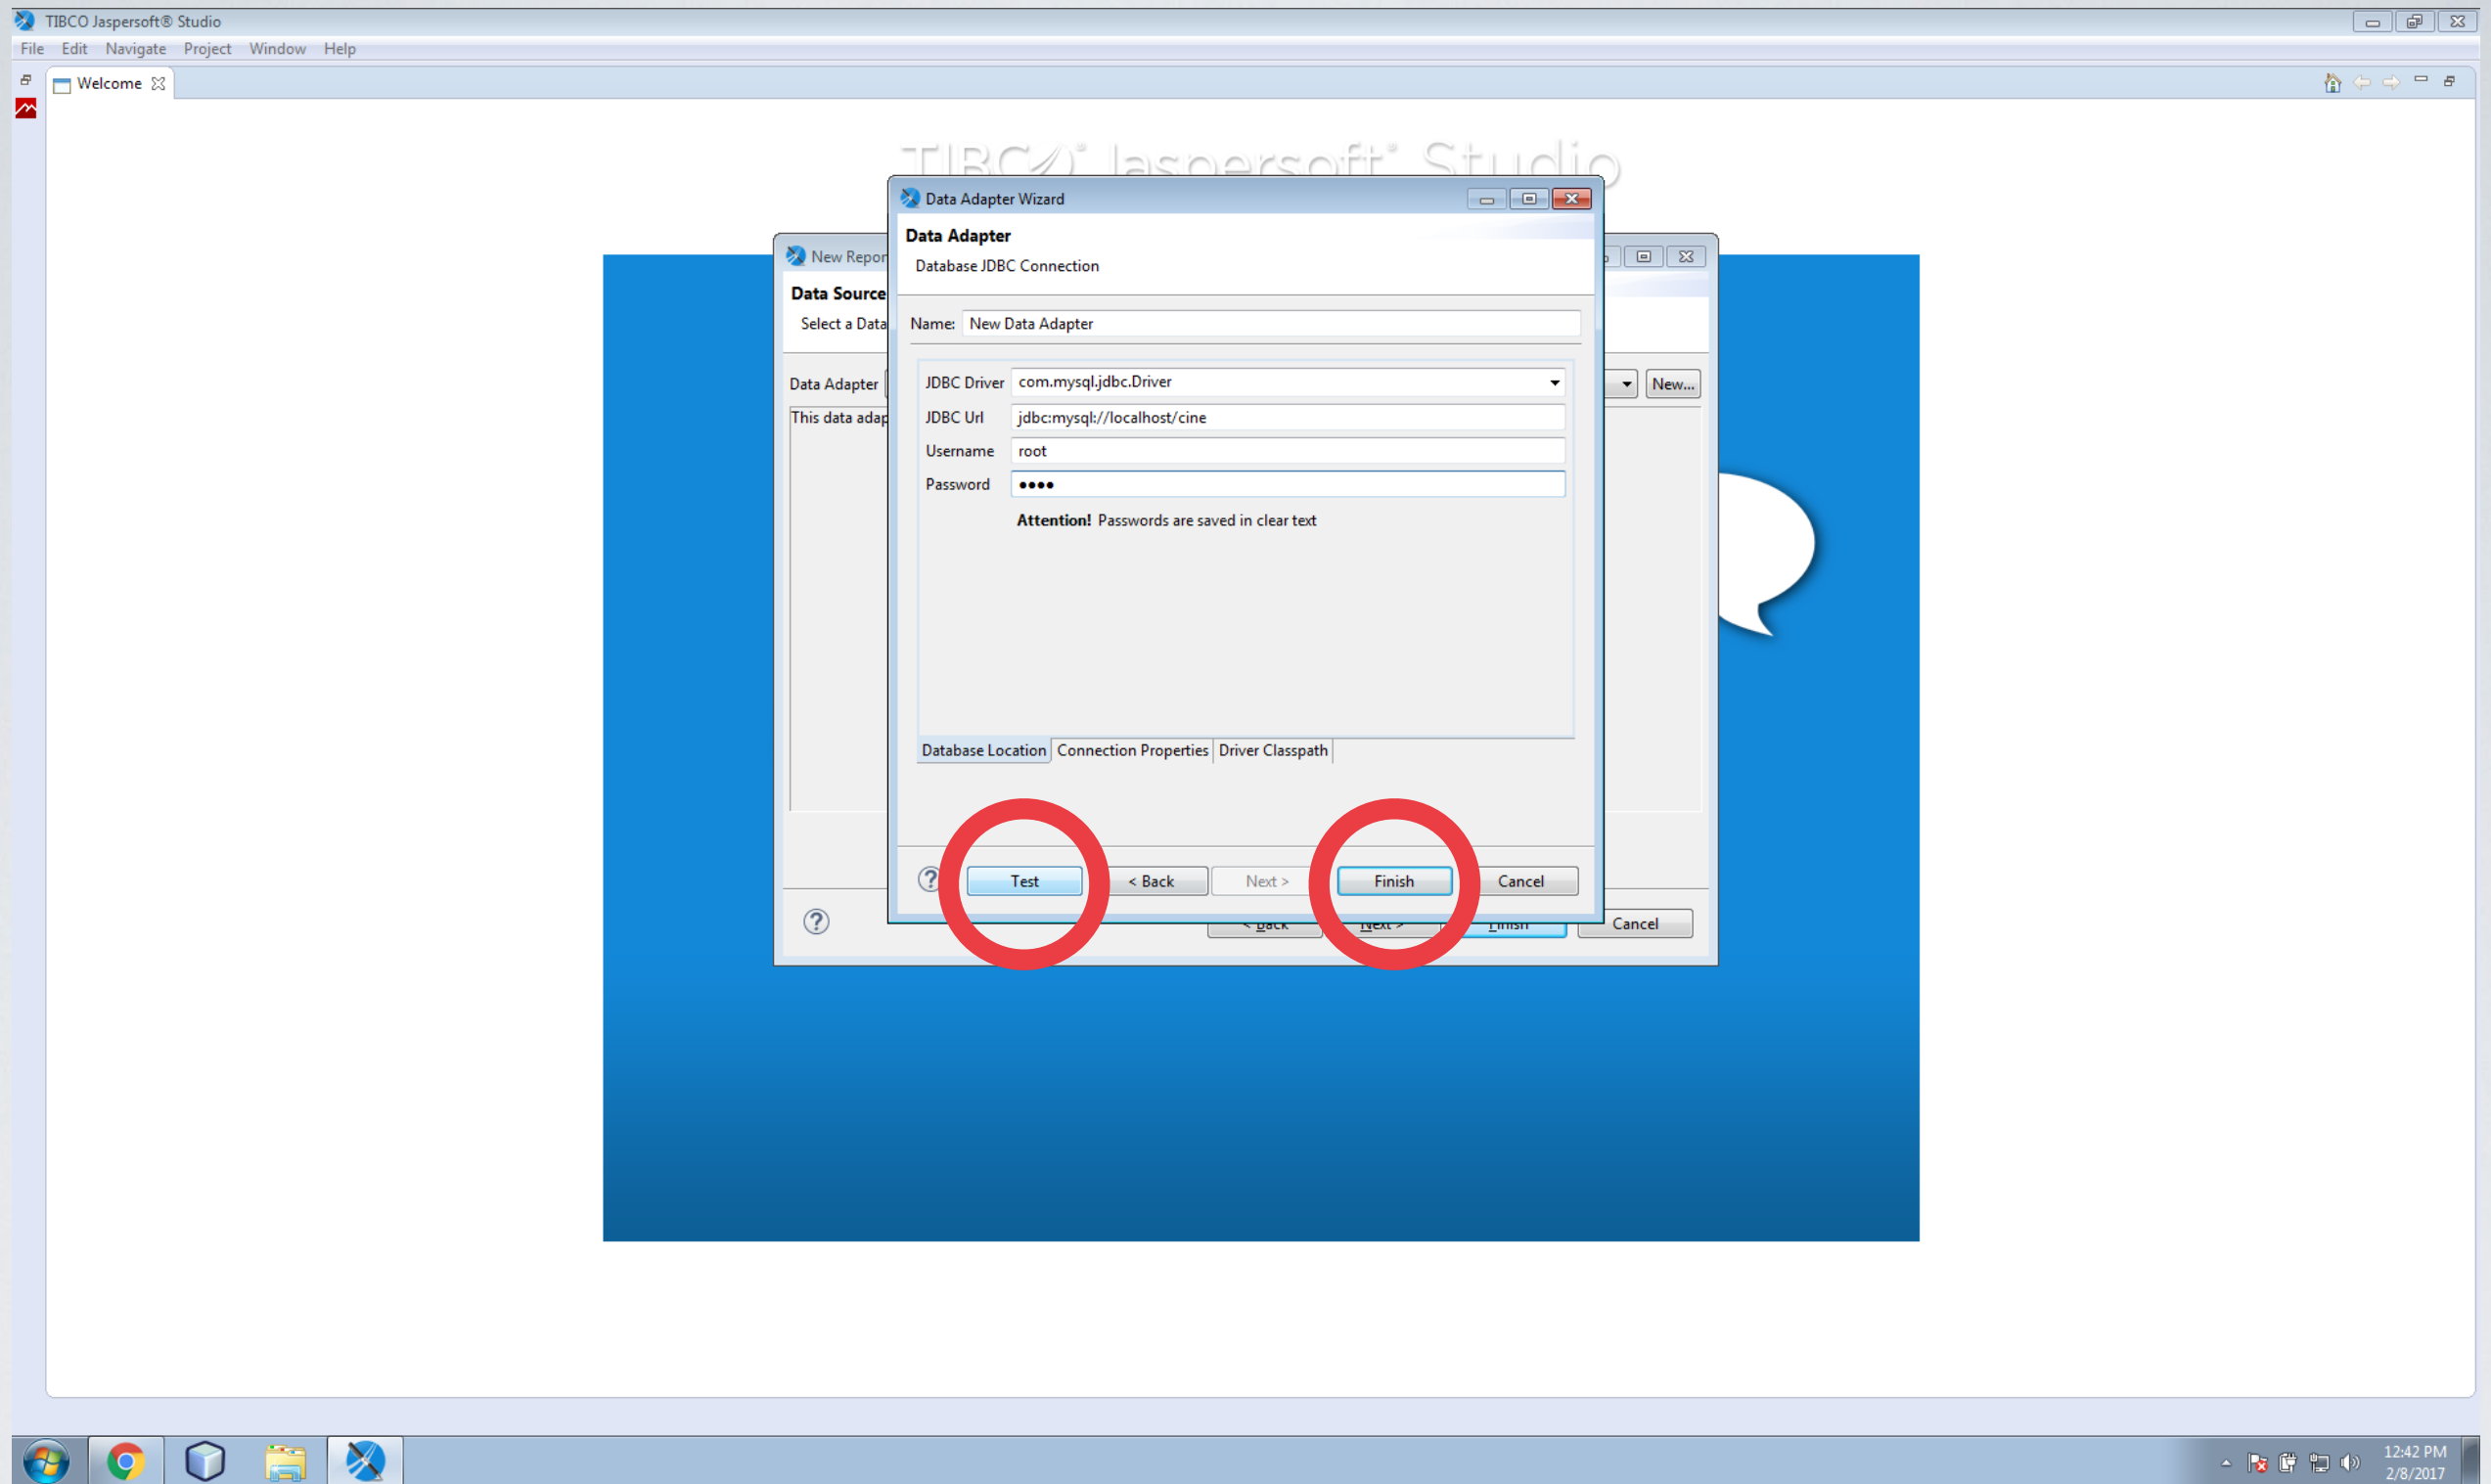 TIBCO Jaspersoft® Studio
File Edit Navigate Project Window Help
Welcome
TIBCO® Jaspersoft® Studio
Data Adapter Wizard
Data Adapter
Database JDBC Connection
New Repor
Data Source
Select a Data
Name: New Data Adapter
Data Adapter
New...
This data adap
JDBC Driver com.mysql.jdbc.Driver
JDBC Url jdbc:mysql://localhost/cine
Username root
Password ••••
Attention! Passwords are saved in clear text
Database Location Connection Properties Driver Classpath
Test < Back Next > Finish Cancel
< Back Next > Finish Cancel
12:42 PM
2/8/2017